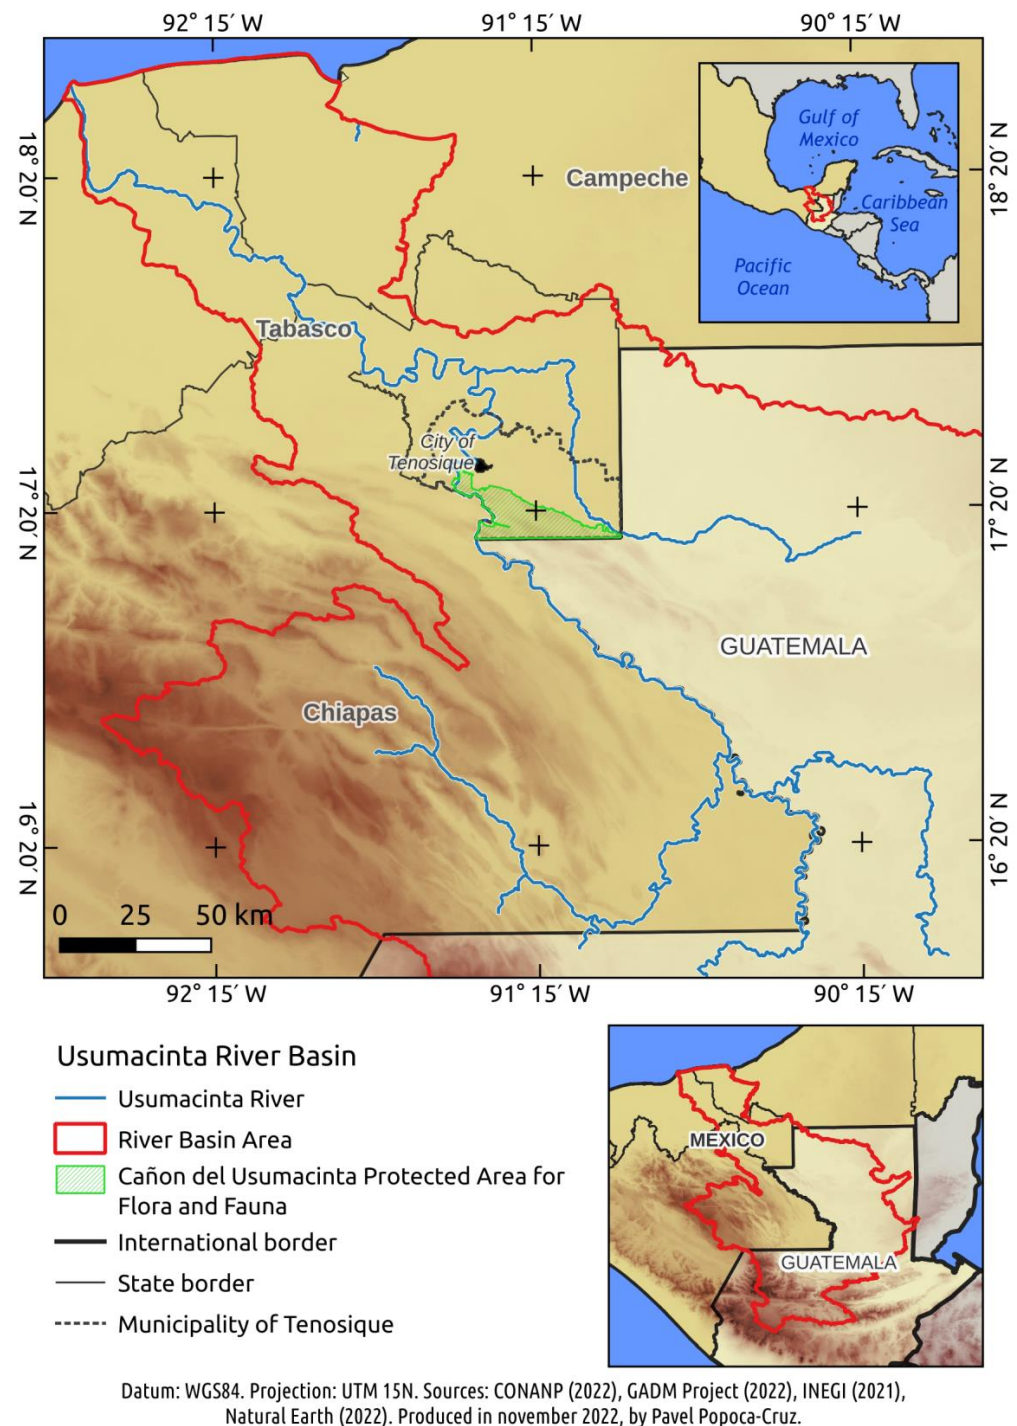 92° 15′ W
91° 15′ W
90° 15′ W
18° 20′ N
18° 20′ N
Gulf of
Mexico
Caribbean
Sea
Pacific
Ocean
Campeche
Tabasco
City of
Tenosique
17° 20′ N
17° 20′ N
GUATEMALA
Chiapas
16° 20′ N
16° 20′ N
0 25 50 km
92° 15′ W
91° 15′ W
90° 15′ W
Usumacinta River Basin
Usumacinta River
River Basin Area
Cañon del Usumacinta Protected Area for
Flora and Fauna
International border
State border
Municipality of Tenosique
MEXICO
GUATEMALA
Datum: WGS84. Projection: UTM 15N. Sources: CONANP (2022), GADM Project (2022), INEGI (2021),
Natural Earth (2022). Produced in november 2022, by Pavel Popoca-Cruz.